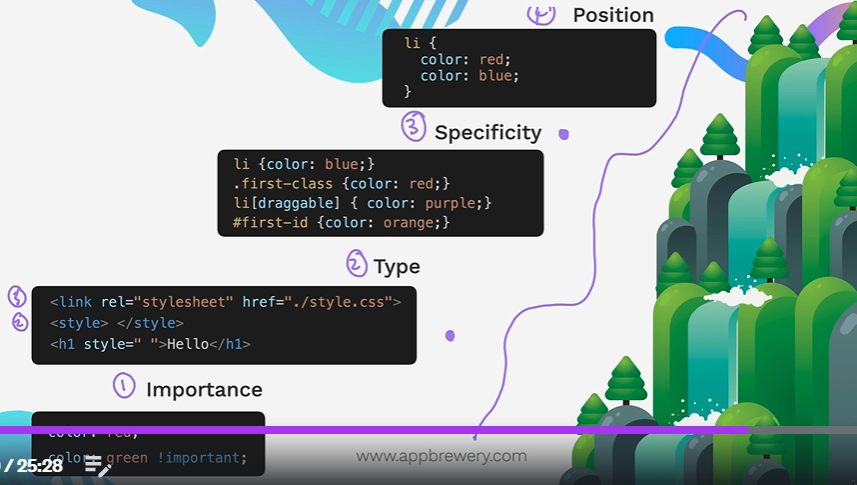 ④ Position
li {
color: red;
color: blue;
}
③ Specificity
li {color: blue;}
.first-class {color: red;}
li[draggable] { color: purple;}
#first-id {color: orange;}
② Type
③ <link rel="stylesheet" href="./style.css">
② <style> </style>
<h1 style=" ">Hello</h1>
① Importance
color: red;
color: green !important;
/ 25:28
www.appbrewery.com